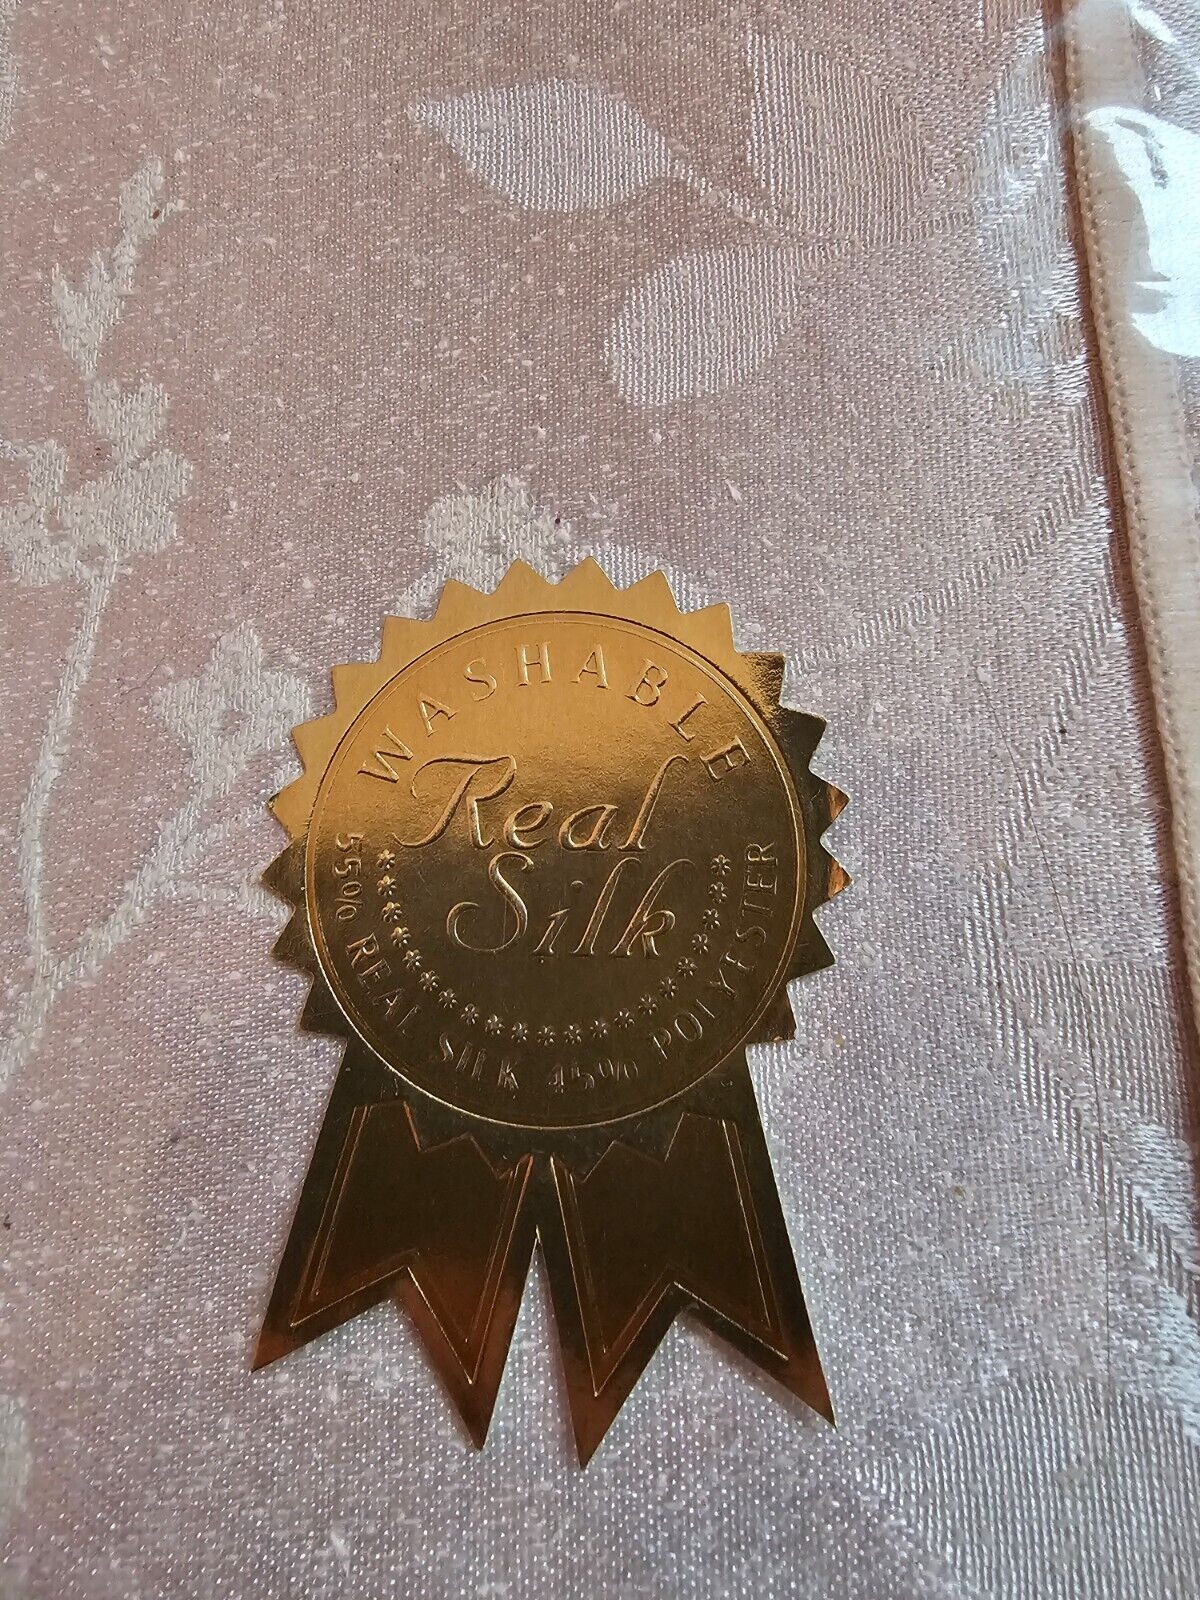 WASHABLE
Real
Silk
55% REAL SILK 45% POLYESTER